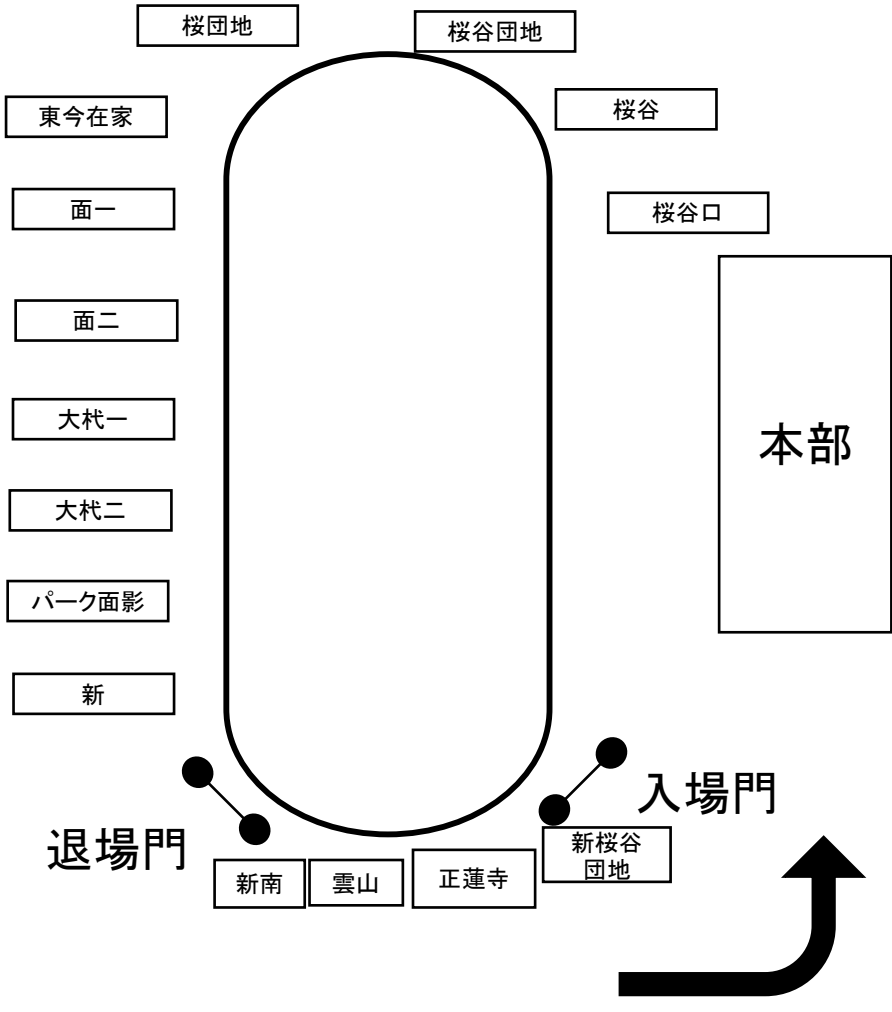 桜団地
桜谷団地
東今在家
桜谷
面一
桜谷口
面二
大杙一
本部
大杙二
パーク面影
新
入場門
退場門
新桜谷
団地
新南
雲山
正蓮寺